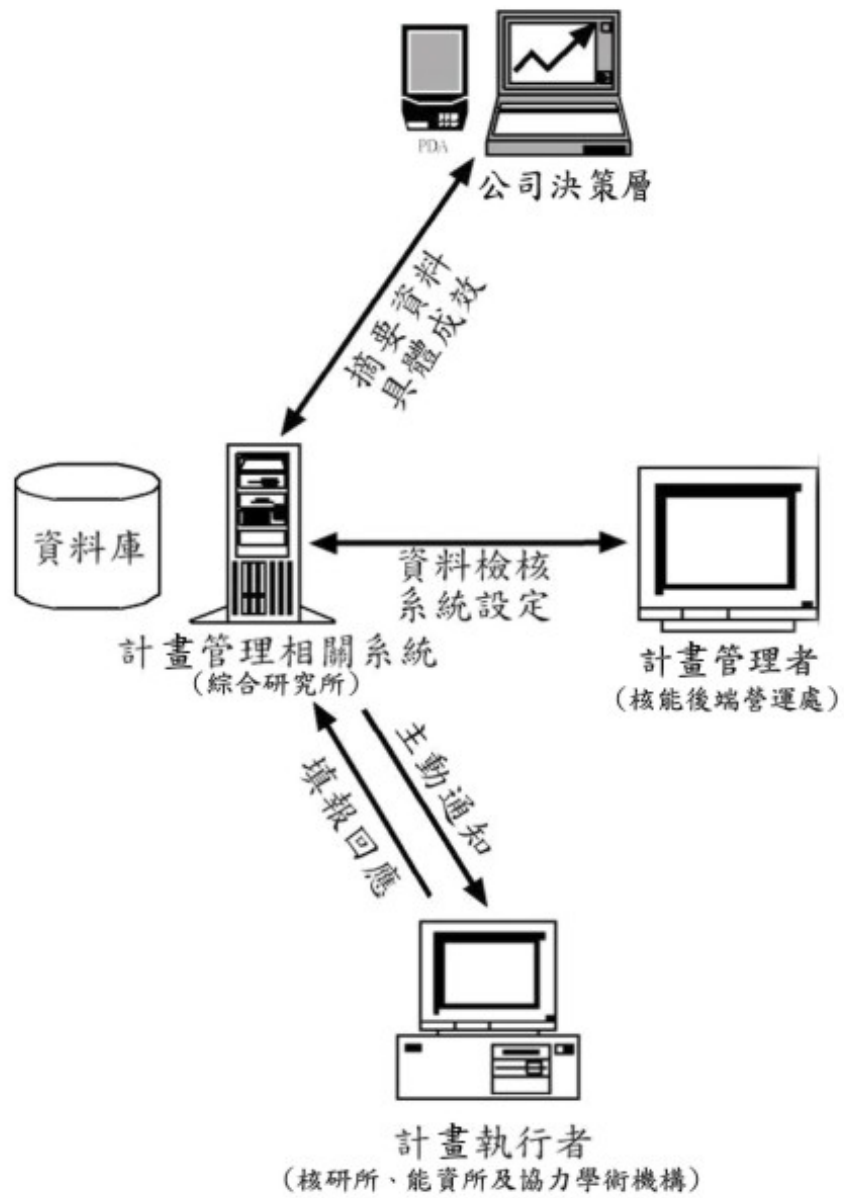 PDA
公司決策層
摘要資料
具體成效
資料庫
資料檢核
系統設定
計畫管理相關系統
(綜合研究所)
計畫管理者
(核能後端營運處)
主動通知
填報回應
計畫執行者
(核研所、能資所及協力學術機構)